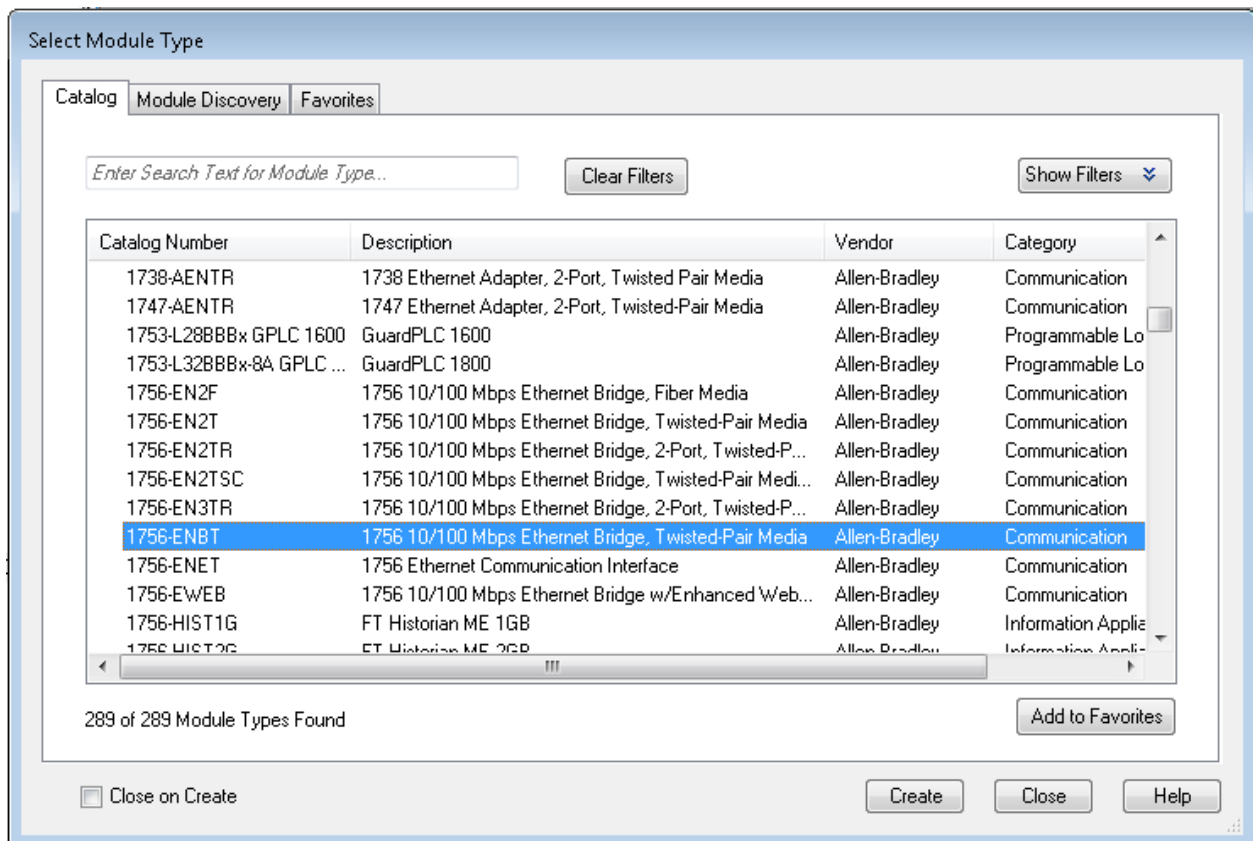 Select Module Type
Catalog Module Discovery Favorites
Enter Search Text for Module Type... Clear Filters Show Filters
Catalog Number Description Vendor Category
1738-AENTR 1738 Ethernet Adapter, 2-Port, Twisted Pair Media Allen-Bradley Communication
1747-AENTR 1747 Ethernet Adapter, 2-Port, Twisted-Pair Media Allen-Bradley Communication
1753-L28BBBx GPLC 1600 GuardPLC 1600 Allen-Bradley Programmable Lo
1753-L32BBBx-8A GPLC ... GuardPLC 1800 Allen-Bradley Programmable Lo
1756-EN2F 1756 10/100 Mbps Ethernet Bridge, Fiber Media Allen-Bradley Communication
1756-EN2T 1756 10/100 Mbps Ethernet Bridge, Twisted-Pair Media Allen-Bradley Communication
1756-EN2TR 1756 10/100 Mbps Ethernet Bridge, 2-Port, Twisted-P... Allen-Bradley Communication
1756-EN2TSC 1756 10/100 Mbps Ethernet Bridge, Twisted-Pair Medi... Allen-Bradley Communication
1756-EN3TR 1756 10/100 Mbps Ethernet Bridge, 2-Port, Twisted-P... Allen-Bradley Communication
1756-ENBT 1756 10/100 Mbps Ethernet Bridge, Twisted-Pair Media Allen-Bradley Communication
1756-ENET 1756 Ethernet Communication Interface Allen-Bradley Communication
1756-EWEB 1756 10/100 Mbps Ethernet Bridge w/Enhanced Web... Allen-Bradley Communication
1756-HIST1G FT Historian ME 1GB Allen-Bradley Information Applia
1756-HIST2G FT Historian ME 2GB Allen-Bradley Information Applia
289 of 289 Module Types Found Add to Favorites
Close on Create Create Close Help